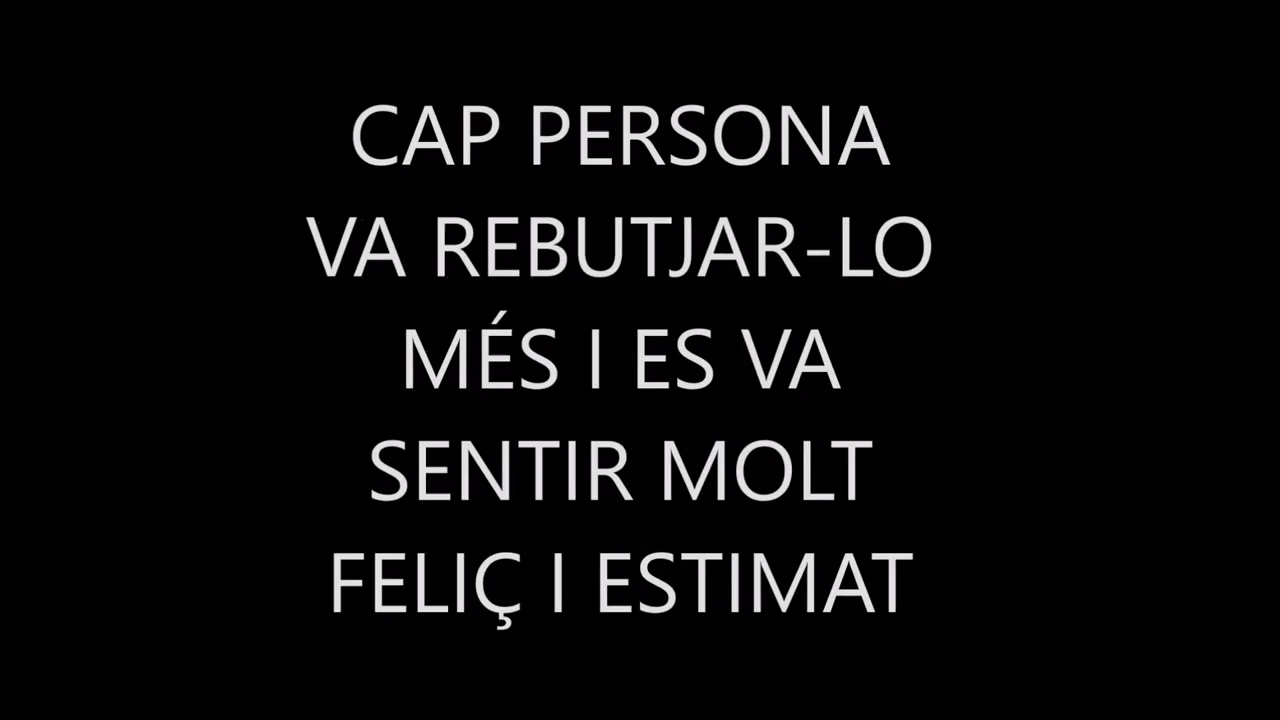 CAP PERSONA
VA REBUTJAR-LO
MÉS I ES VA
SENTIR MOLT
FELIÇ I ESTIMAT